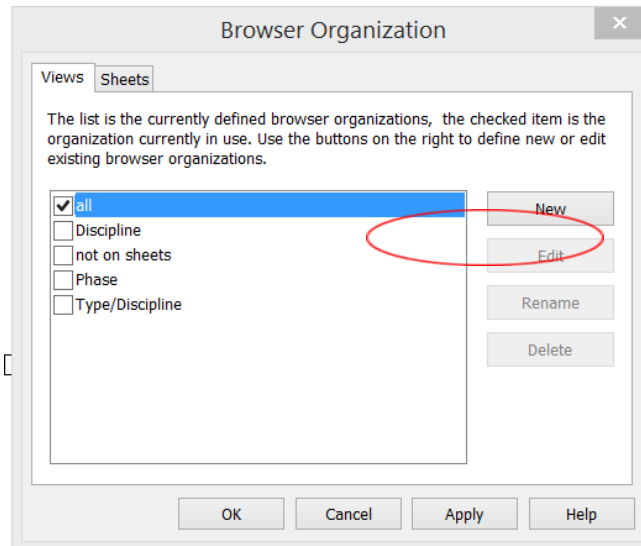 Browser Organization
Views Sheets
The list is the currently defined browser organizations, the checked item is the
organization currently in use. Use the buttons on the right to define new or edit
existing browser organizations.
all
New
Discipline
not on sheets
Edit
Phase
Type/Discipline
Rename
Delete
OK Cancel Apply Help